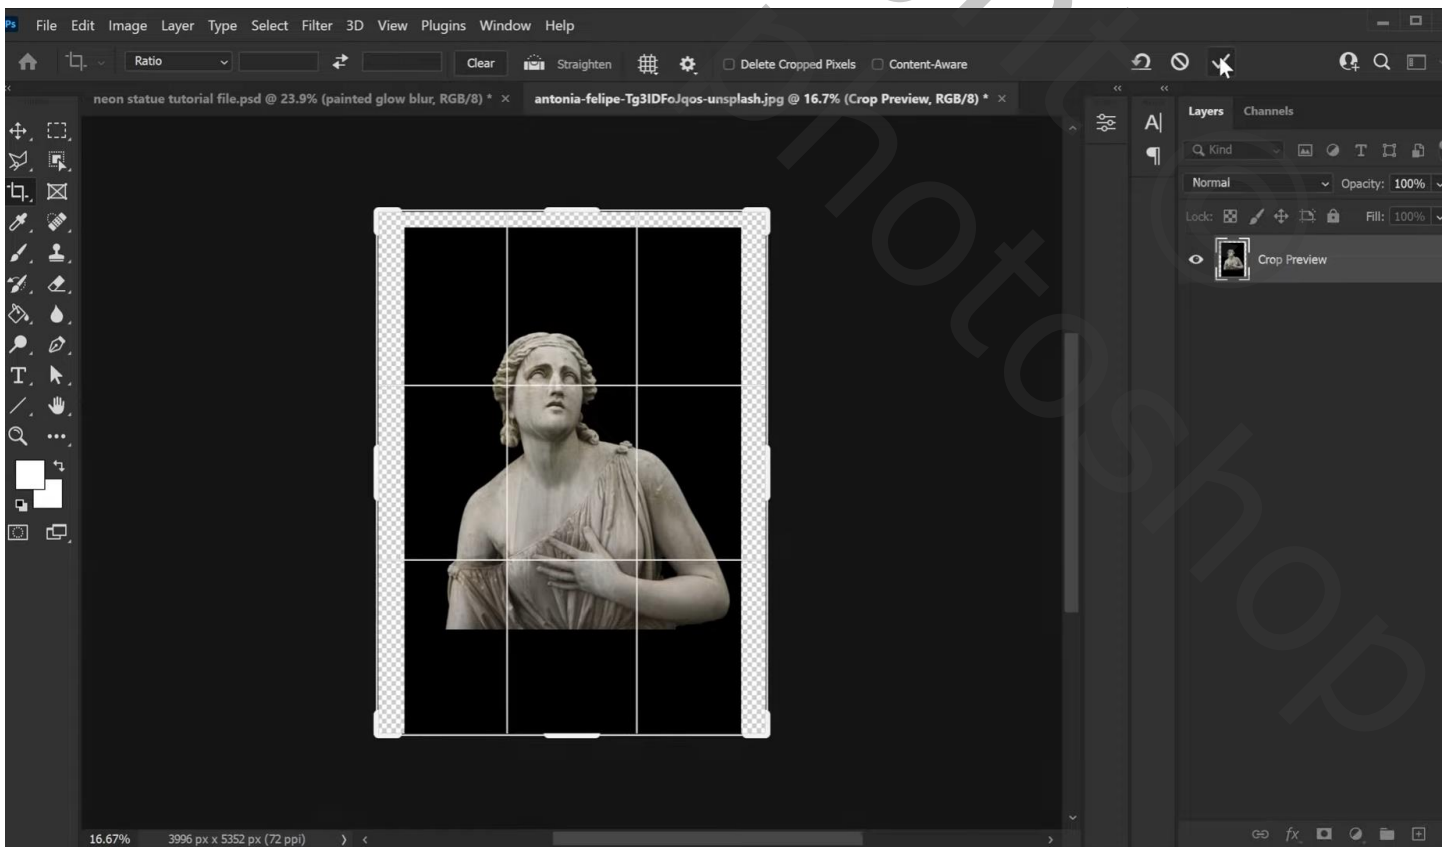 Ps File Edit Image Layer Type Select Filter 3D View Plugins Window Help
Ratio Clear Straighten Delete Cropped Pixels Content-Aware
neon statue tutorial file.psd @ 23.9% (painted glow blur, RGB/8) * × antonia-felipe-Tg3IDFoJqos-unsplash.jpg @ 16.7% (Crop Preview, RGB/8) * ×
Layers Channels
Kind
Normal Opacity: 100%
Lock: Fill: 100%
Crop Preview
16.67% 3996 px x 5352 px (72 ppi)
photoshop